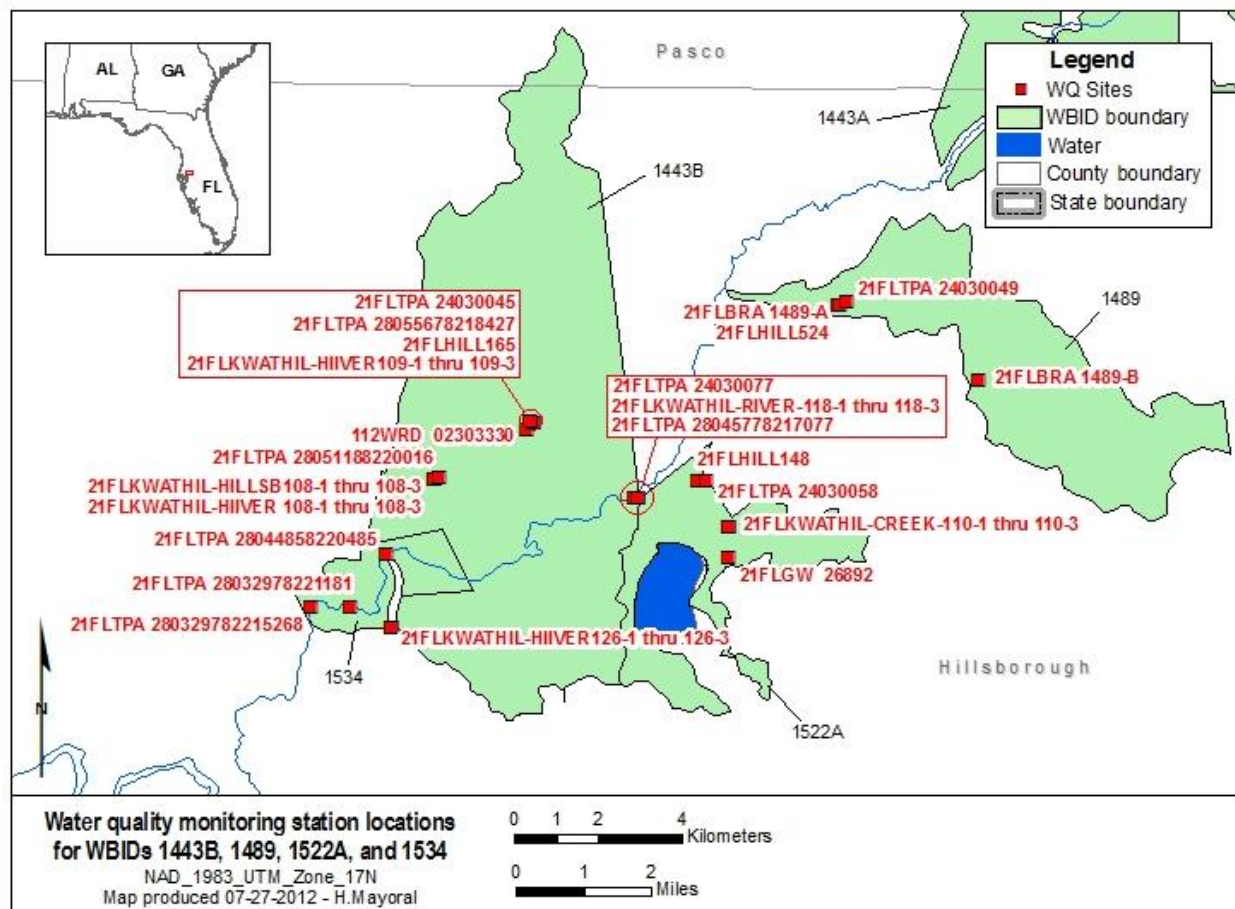 Pasco
AL
GA
FL
Legend
WQ Sites
WBID boundary
Water
County boundary
State boundary
1443A
1443B
21FLTPA 24030049
21FLBRA 1489-A
21FLHILL524
1489
21FLBRA 1489-B
21FLTPA 24030045
21FLTPA 28055678218427
21FLHILL165
21FLKWATHIL-HIIVER109-1 thru 109-3
21FLTPA 24030077
21FLKWATHIL-RIVER-118-1 thru 118-3
21FLTPA 28045778217077
112WRD 02303330
21FLTPA 28051188220016
21FLKWATHIL-HILLSB108-1 thru 108-3
21FLKWATHIL-HIIVER 108-1 thru 108-3
21FLHILL148
21FLTPA 24030058
21FLKWATHIL-CREEK-110-1 thru 110-3
21FLTPA 28044858220485
21FLGW 26892
21FLTPA 28032978221181
21FLTPA 280329782215268
21FLKWATHIL-HIIVER126-1 thru 126-3
1534
Hillsborough
1522A
N
Water quality monitoring station locations
for WBIDs 1443B, 1489, 1522A, and 1534
NAD_1983_UTM_Zone_17N
Map produced 07-27-2012 - H.Mayoral
0 1 2 4
Kilometers
0 1 2
Miles